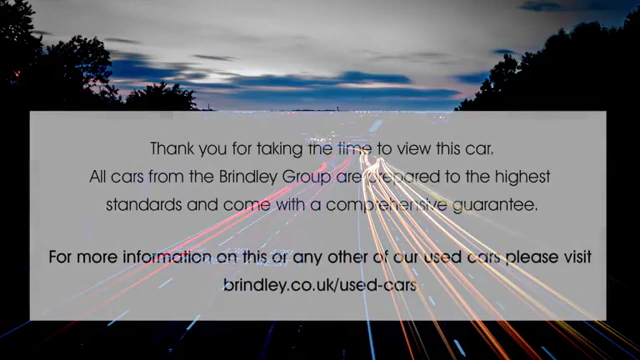 Thank you for taking the time to view this car.
All cars from the Brindley Group are prepared to the highest
standards and come with a comprehensive guarantee.
For more information on this or any other of our used cars please visit
brindley.co.uk/used-cars